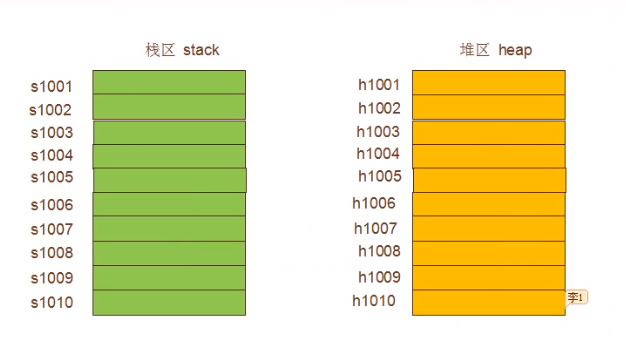 栈区 stack
s1001
s1002
s1003
s1004
s1005
s1006
s1007
s1008
s1009
s1010
堆区 heap
h1001
h1002
h1003
h1004
h1005
h1006
h1007
h1008
h1009
h1010
李1